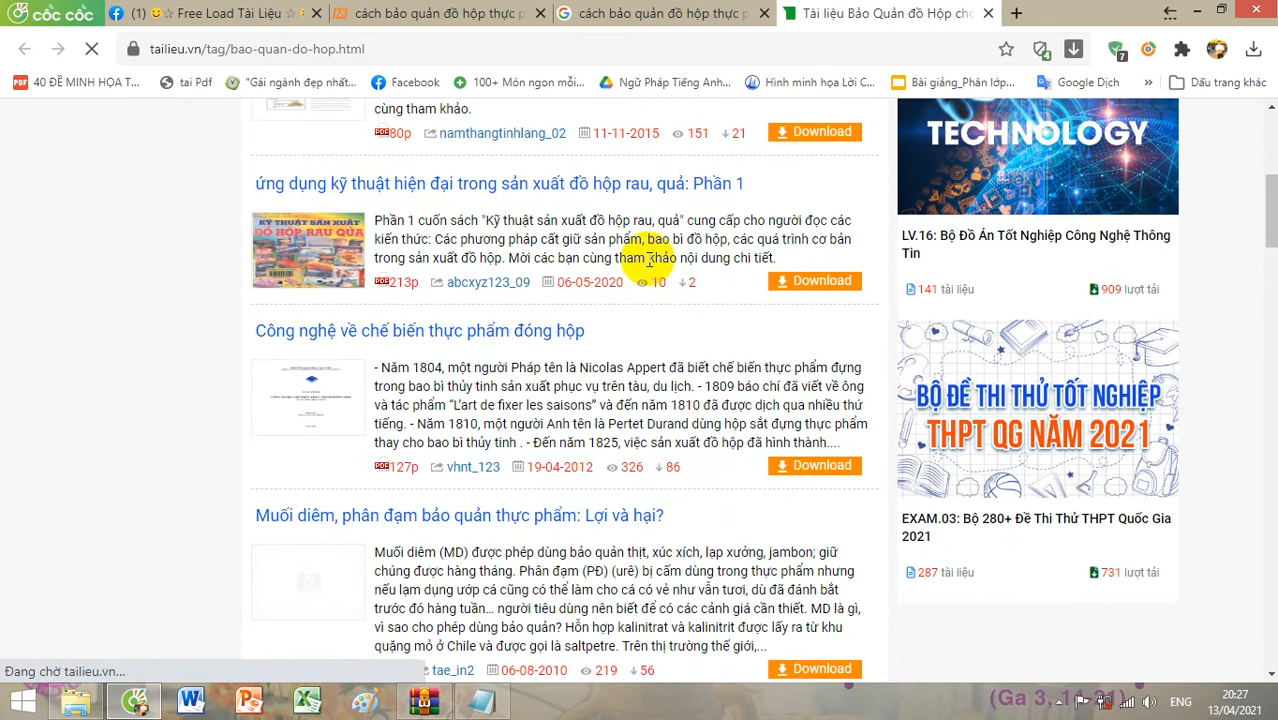 cốc cốc
(1) ☺ Free Load Tài Liệu ☆
123 cách bảo quản đồ hộp thực p
cách bảo quản đồ hộp thực p
Tài liệu Bảo Quản đồ Hộp chọ
tailieu.vn/tag/bao-quan-do-hop.html
4
7
PDF 40 ĐỀ MINH HỌA T...
tai Pdf
"Gái ngành đẹp nhất...
Facebook
100+ Món ngon mỗi...
Ngữ Pháp Tiếng Anh...
Hình minh họa Lời C...
Bài giảng_Phân lớp...
Google Dịch
»
Dấu trang khác
cùng tham khảo.
PDF 80p namthangtinhlang_02 11-11-2015 151 21 Download
ứng dụng kỹ thuật hiện đại trong sản xuất đồ hộp rau, quả: Phần 1
KỸ THUẬT SẢN XUẤT
ĐỒ HỘP RAU QUẢ
Phần 1 cuốn sách "Kỹ thuật sản xuất đồ hộp rau, quả" cung cấp cho người đọc các
kiến thức: Các phương pháp cất giữ sản phẩm, bao bì đồ hộp, các quá trình cơ bản
trong sản xuất đồ hộp. Mời các bạn cùng tham khảo nội dung chi tiết.
PDF 213p abcxyz123_09 06-05-2020 10 2 Download
Công nghệ về chế biến thực phẩm đóng hộp
- Năm 1804, một người Pháp tên là Nicolas Appert đã biết chế biến thực phẩm đựng
trong bao bì thủy tinh sản xuất phục vụ trên tàu, du lịch. - 1809 báo chí đã viết về ông
và tác phẩm "L'art de fixer les saisons" và đến năm 1810 đã được dịch qua nhiều thứ
tiếng. - Năm 1810, một người Anh tên là Pertet Durand dùng hộp sắt đựng thực phẩm
thay cho bao bì thủy tinh . - Đến năm 1825, việc sản xuất đồ hộp đã hình thành....
PDF 127p vhnt_123 19-04-2012 326 86 Download
Muối diêm, phân đạm bảo quản thực phẩm: Lợi và hại?
Muối diêm (MD) được phép dùng bảo quản thịt, xúc xích, lạp xưởng, jambon; giữ
chúng được hàng tháng. Phân đạm (PĐ) (urê) bị cấm dùng trong thực phẩm nhưng
nếu lạm dụng ướp cá cũng có thể làm cho cá có vẻ như vẫn tươi, dù đã đánh bắt
trước đó hàng tuần... người tiêu dùng nên biết để có các cảnh giá cần thiết. MD là gì,
vì sao cho phép dùng bảo quản? Hỗn hợp kalinitrat và kalinitrit được lấy ra từ khu
quặng mỏ ở Chile và được gọi là saltpetre. Trên thị trường thế giới,...
tae_in2 06-08-2010 219 56 Download
TECHNOLOGY
LV.16: Bộ Đồ Án Tốt Nghiệp Công Nghệ Thông
Tin
141 tài liệu 909 lượt tải
BỘ ĐỀ THI THỬ TỐT NGHIỆP
THPT QG NĂM 2021
EXAM.03: Bộ 280+ Đề Thi Thử THPT Quốc Gia
2021
287 tài liệu 731 lượt tải
Đang chờ tailieu.vn...
ENG
20:27
13/04/2021